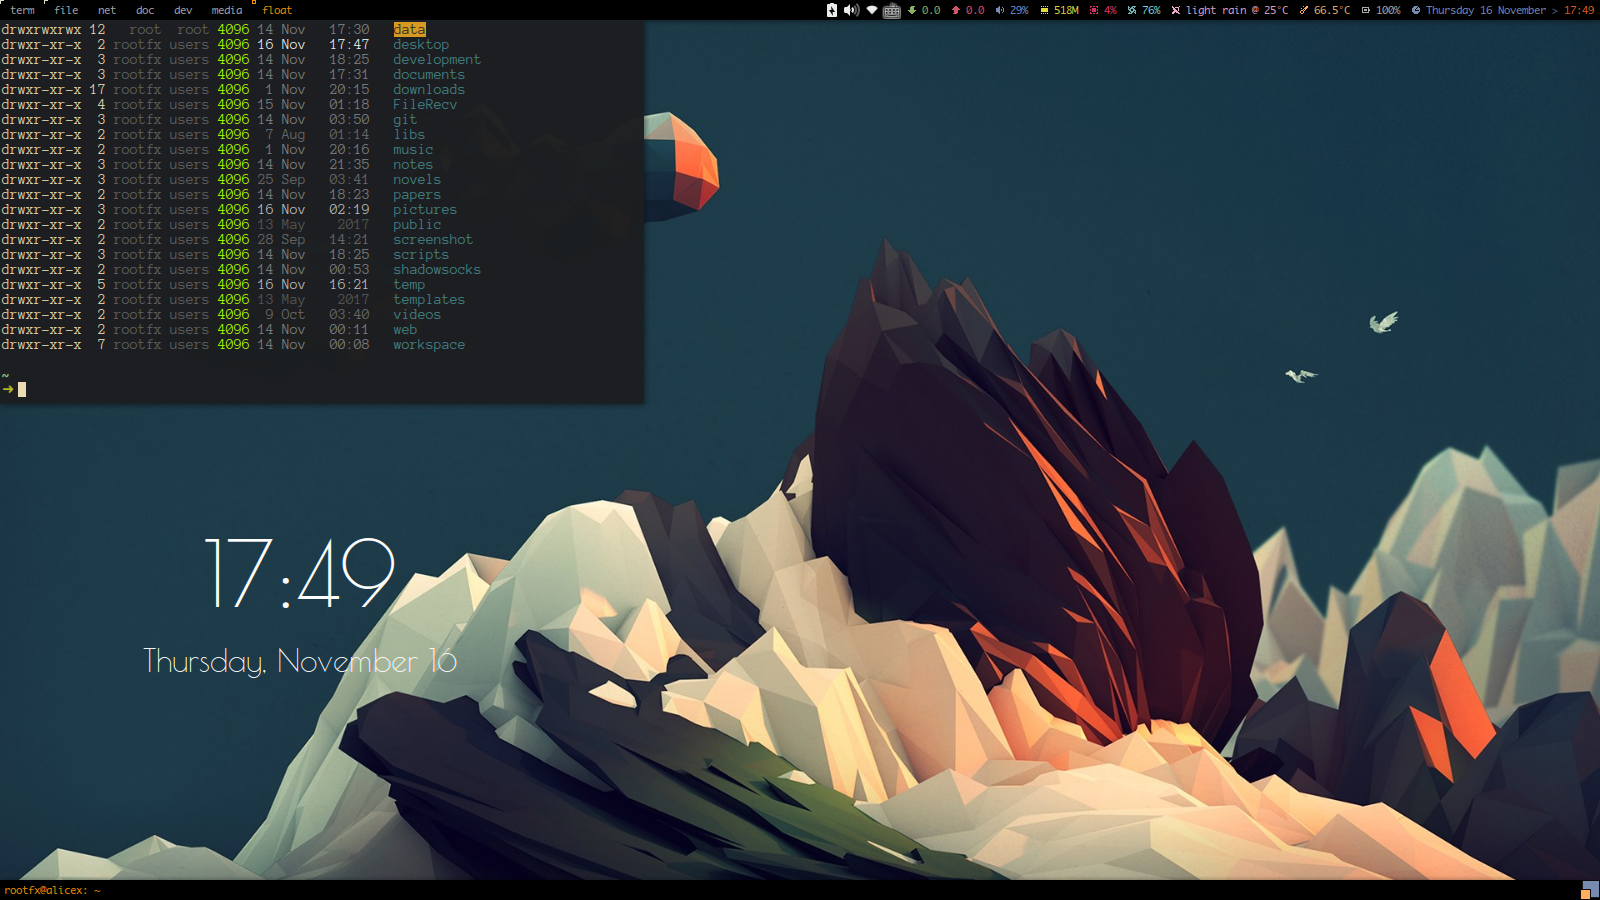 term file net doc dev media float 0.0 0.0 29% 518M 4% 76% light rain @ 25°C 66.5°C 100% Thursday 16 November > 17:49
drwxrwxrwx 12 root root 4096 14 Nov 17:30 data
drwxr-xr-x 2 rootfx users 4096 16 Nov 17:47 desktop
drwxr-xr-x 3 rootfx users 4096 14 Nov 18:25 development
drwxr-xr-x 3 rootfx users 4096 14 Nov 17:31 documents
drwxr-xr-x 17 rootfx users 4096 1 Nov 20:15 downloads
drwxr-xr-x 4 rootfx users 4096 15 Nov 01:18 FileRecv
drwxr-xr-x 3 rootfx users 4096 14 Nov 03:50 git
drwxr-xr-x 2 rootfx users 4096 7 Aug 01:14 libs
drwxr-xr-x 2 rootfx users 4096 1 Nov 20:16 music
drwxr-xr-x 3 rootfx users 4096 14 Nov 21:35 notes
drwxr-xr-x 3 rootfx users 4096 25 Sep 03:41 novels
drwxr-xr-x 2 rootfx users 4096 14 Nov 18:23 papers
drwxr-xr-x 3 rootfx users 4096 16 Nov 02:19 pictures
drwxr-xr-x 2 rootfx users 4096 13 May 2017 public
drwxr-xr-x 2 rootfx users 4096 28 Sep 14:21 screenshot
drwxr-xr-x 3 rootfx users 4096 14 Nov 18:25 scripts
drwxr-xr-x 2 rootfx users 4096 14 Nov 00:53 shadowsocks
drwxr-xr-x 5 rootfx users 4096 16 Nov 16:21 temp
drwxr-xr-x 2 rootfx users 4096 13 May 2017 templates
drwxr-xr-x 2 rootfx users 4096 9 Oct 03:40 videos
drwxr-xr-x 2 rootfx users 4096 14 Nov 00:11 web
drwxr-xr-x 7 rootfx users 4096 14 Nov 00:08 workspace
~
➜
17:49
Thursday, November 16
rootfx@alicex: ~